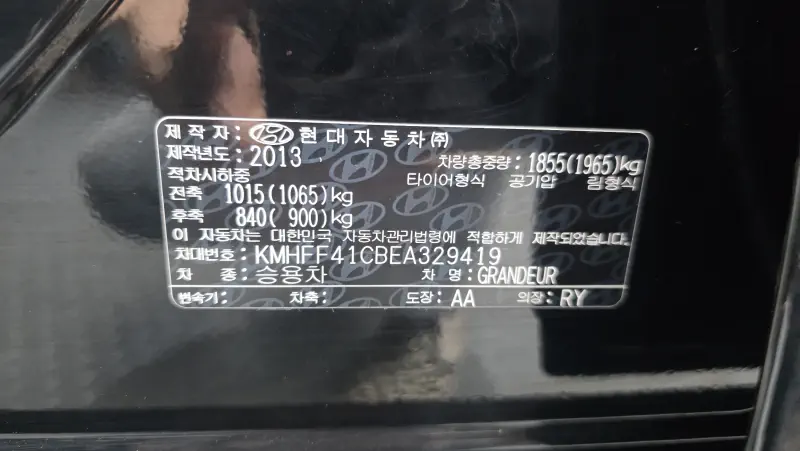 제 작 자 : 현대자동차㈜
제작년도 : 2013 차량총중량 : 1855(1965)kg
적차시하중 타이어형식 공기압 림형식
전축 1015(1065)kg
후축 840( 900)kg
이 자동차는 대한민국 자동차관리법령에 적합하게 제작되었습니다.
차대번호 : KMHFF41CBEA329419
차 종 : 승용차 차 명 : GRANDEUR
변속기 : 차축 : 도장 : AA 의장 : RY